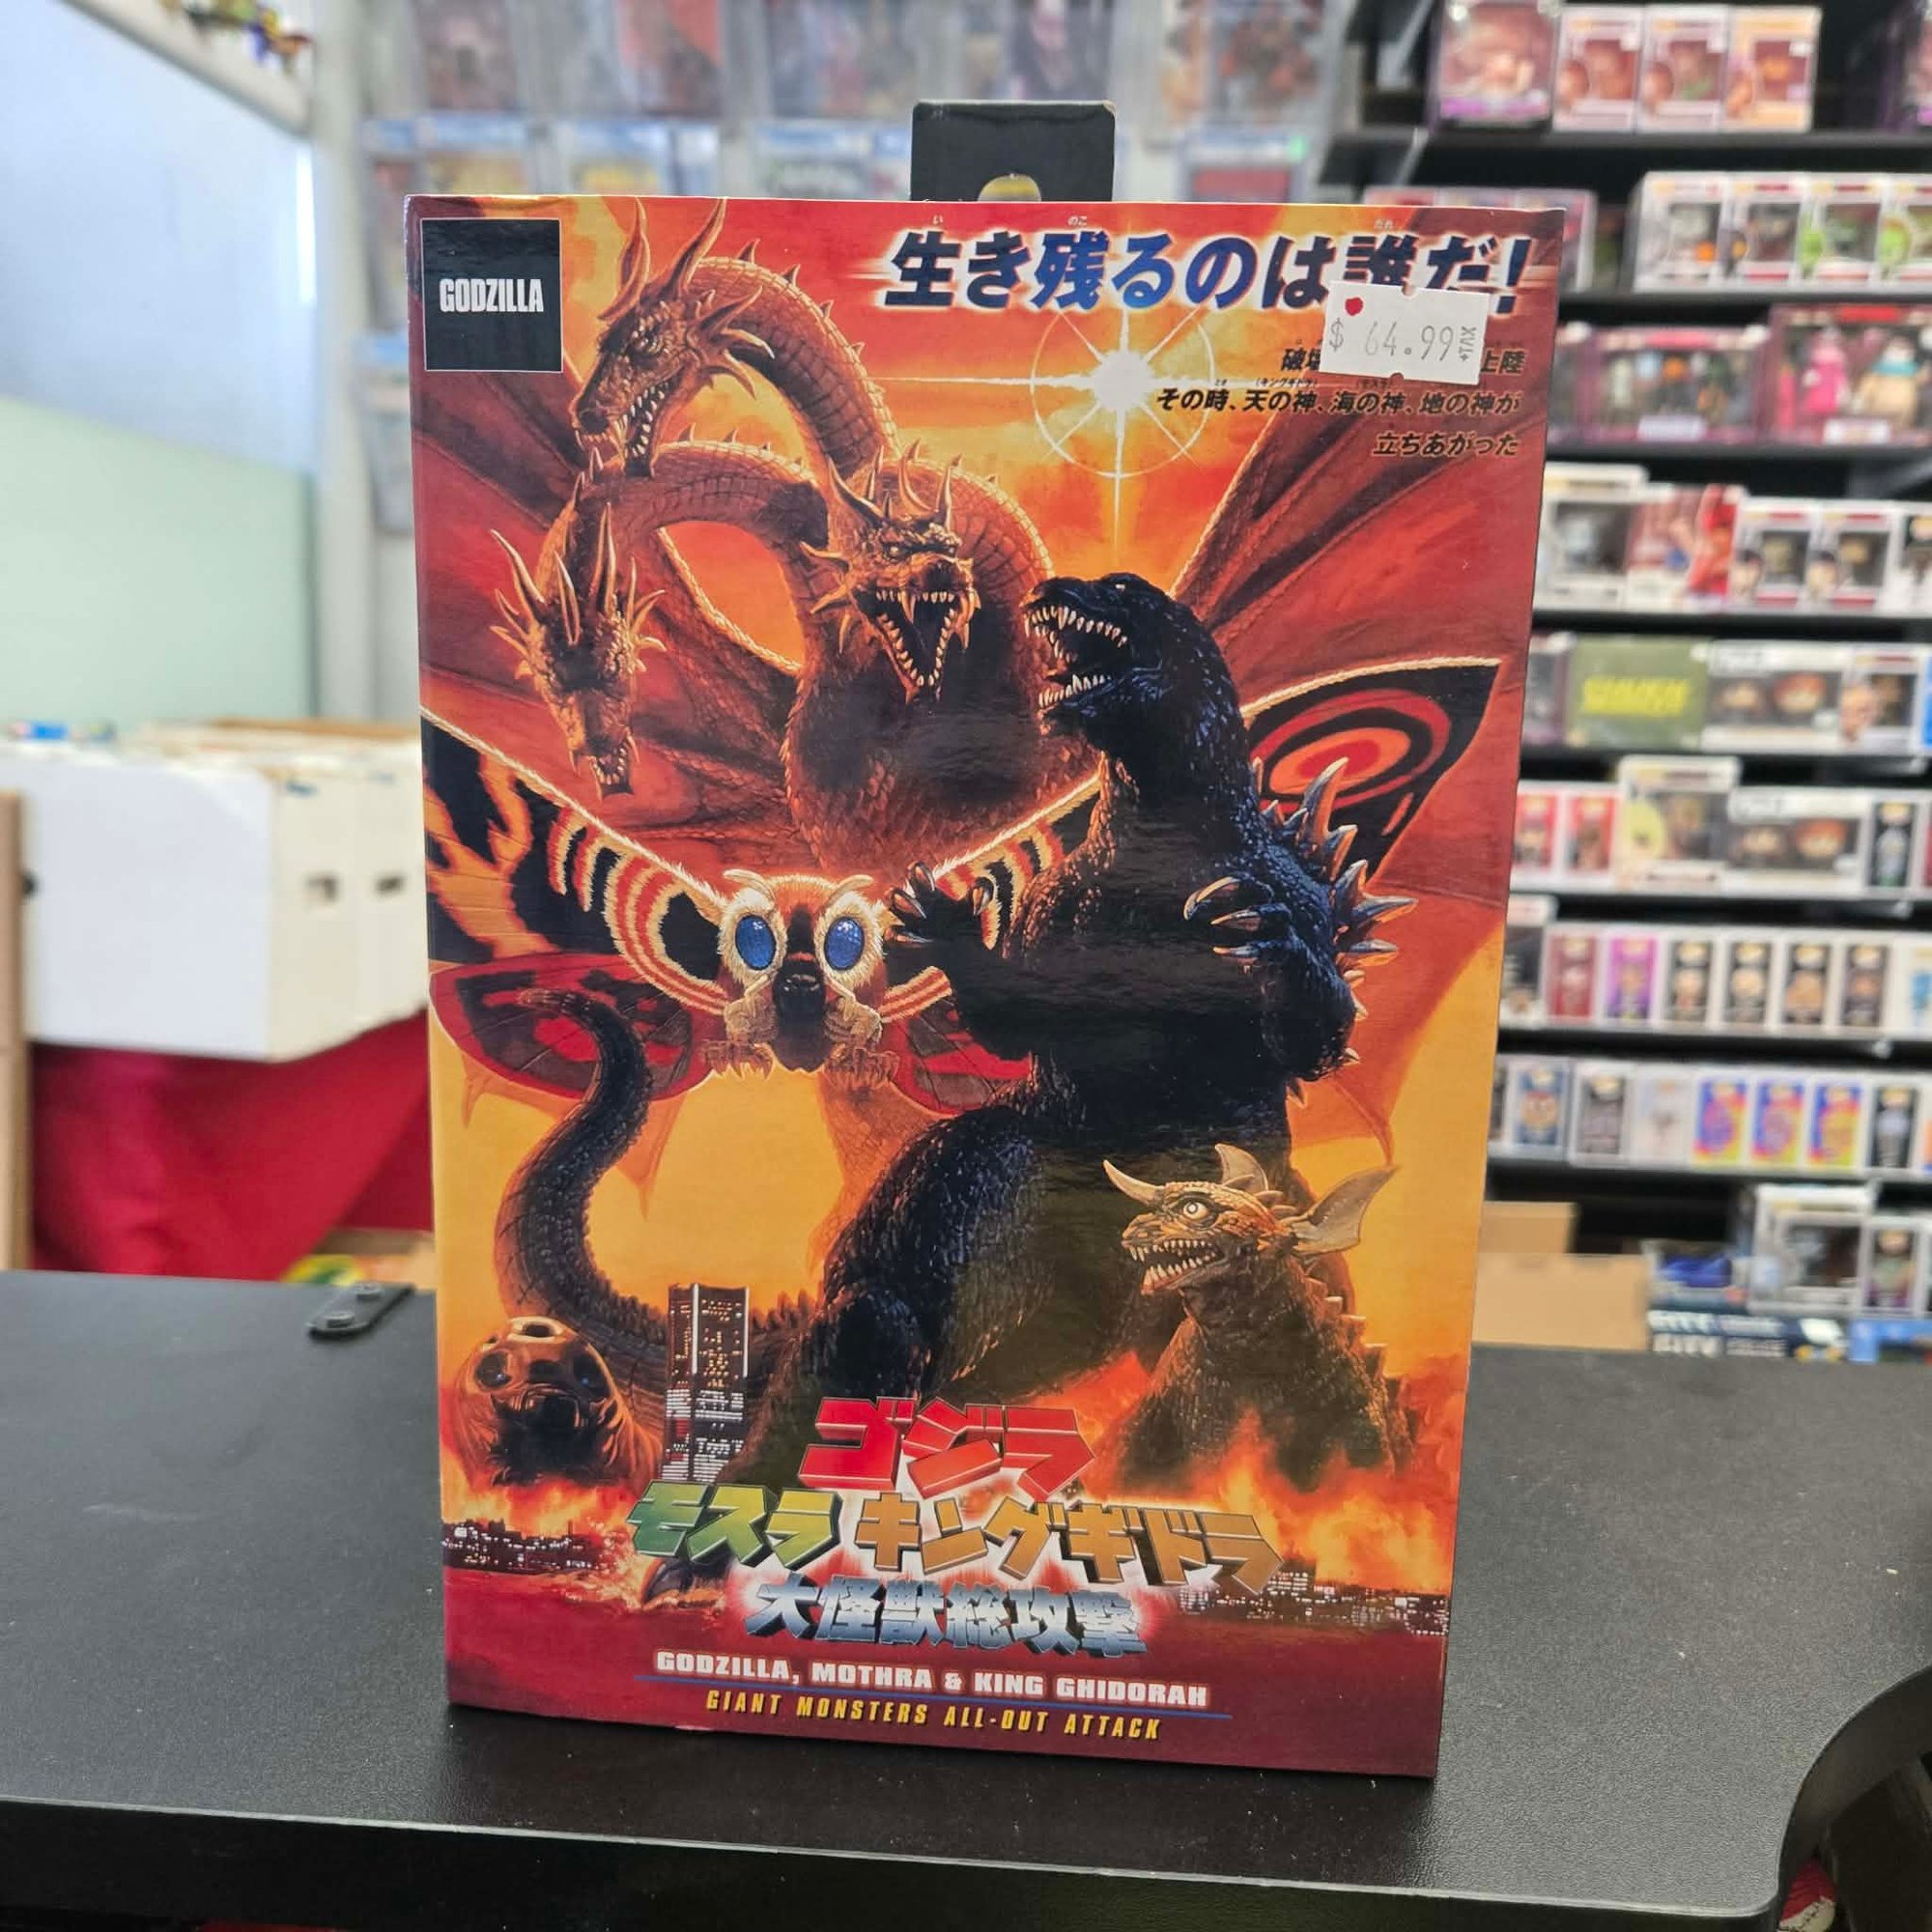 GODZILLA
生き残るのは誰だ!
$ 64.99 +TAX
破 上陸
その時、天の神、海の神、地の神が
立ちあがった
ゴジラ
モスラ キングギドラ
大怪獣総攻撃
GODZILLA, MOTHRA & KING GHIDORAH
GIANT MONSTERS ALL-OUT ATTACK